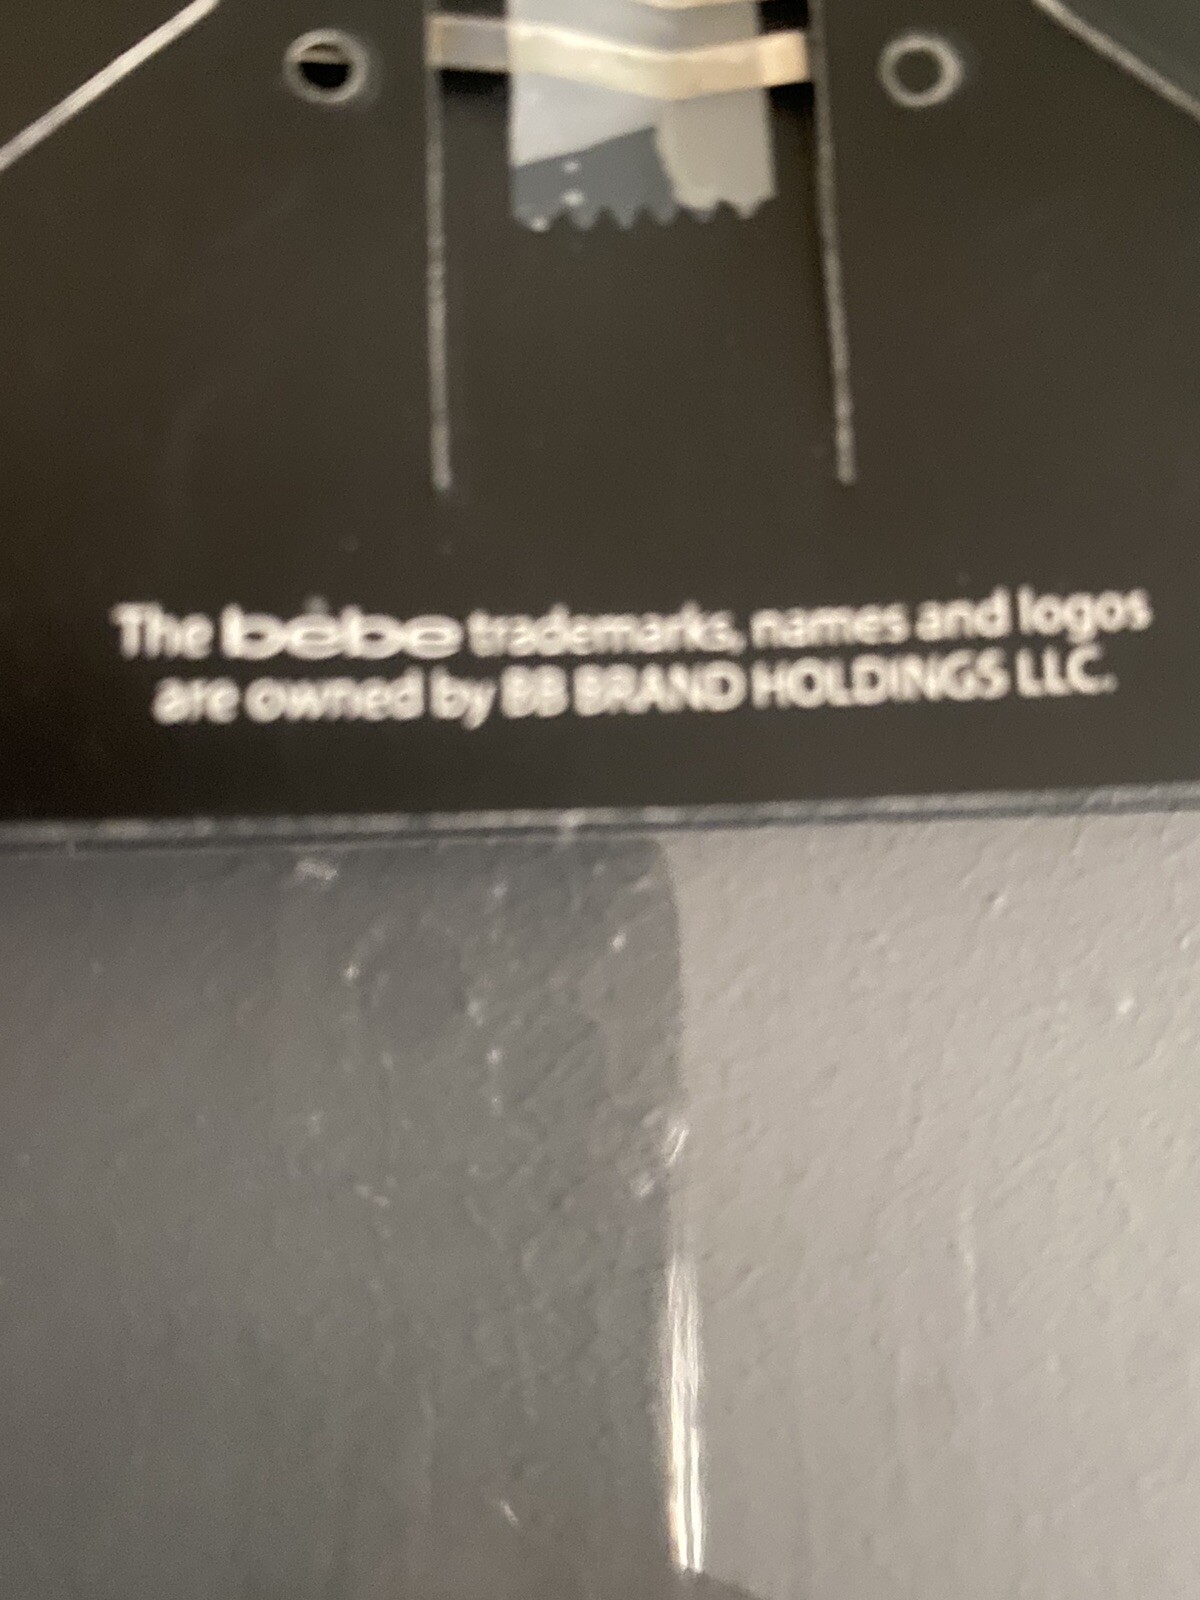 The bebe trademarks, names and logos
are owned by BB BRAND HOLDINGS LLC.